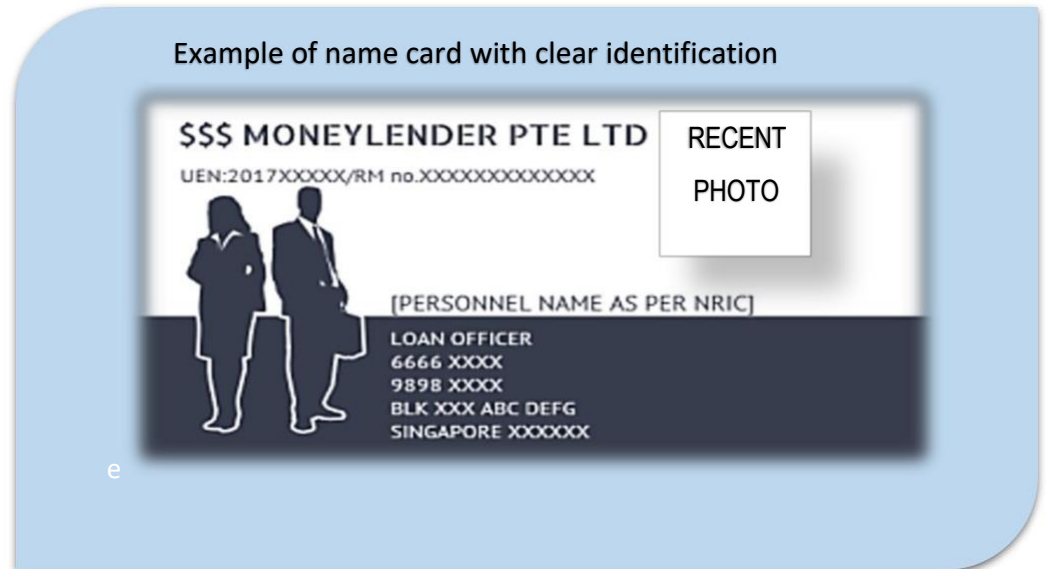 Example of name card with clear identification
$$$ MONEYLENDER PTE LTD
UEN:2017XXXXX/RM no.XXXXXXXXXXXXX
RECENT
PHOTO
[PERSONNEL NAME AS PER NRIC]
LOAN OFFICER
6666 XXXX
9898 XXXX
BLK XXX ABC DEFG
SINGAPORE XXXXXX
e